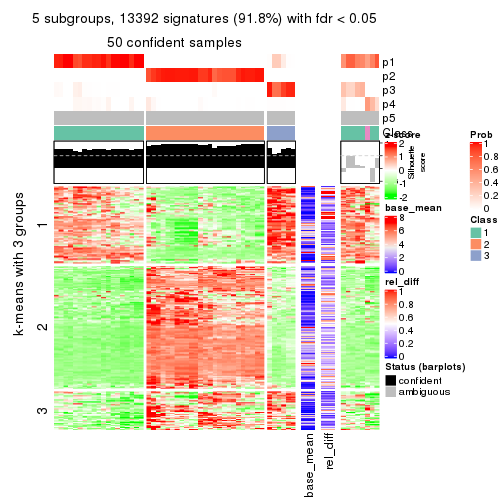 5 subgroups, 13392 signatures (91.8%) with fdr < 0.05
50 confident samples
p1
p2
p3
p4
p5
Class
k-means with 3 groups
1
2
3
Silhouette
score
z-score
2
1
0
-1
-2
base_mean
8
6
4
2
0
rel_diff
1
0.8
0.6
0.4
0.2
0
Status (barplots)
confident
ambiguous
Prob
1
0.8
0.6
0.4
0.2
0
Class
1
2
3
base_mean
rel_diff